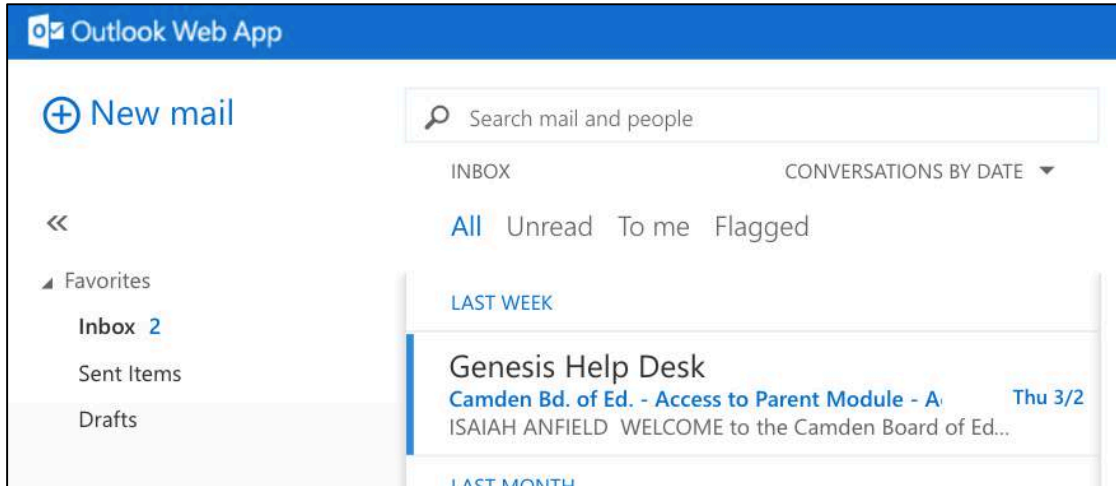 Outlook Web App
New mail
Search mail and people
INBOX CONVERSATIONS BY DATE
All Unread To me Flagged
Favorites
Inbox 2
Sent Items
Drafts
LAST WEEK
Genesis Help Desk
Camden Bd. of Ed. - Access to Parent Module - Thu 3/2
ISAIAH ANFIELD WELCOME to the Camden Board of Ed...
LAST MONTH